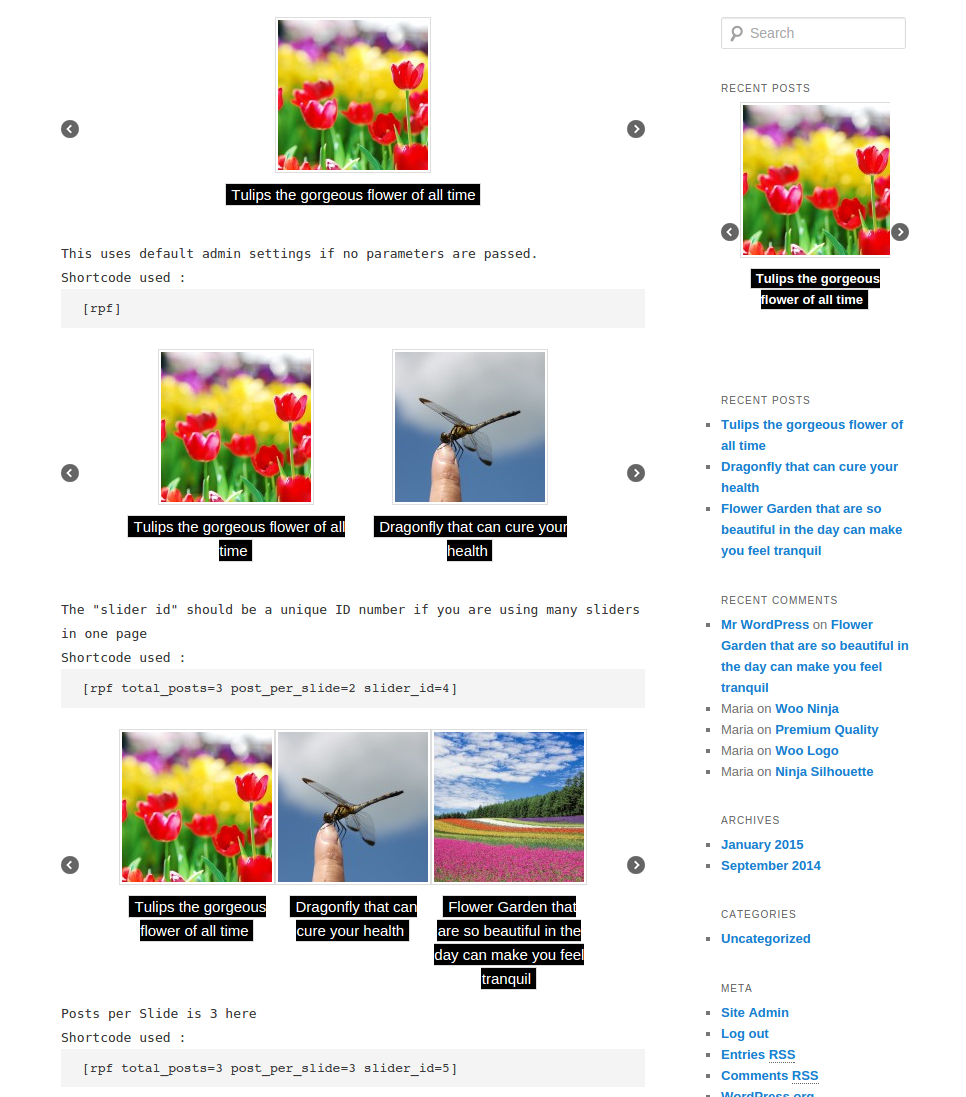 Tulips the gorgeous flower of all time
This uses default admin settings if no parameters are passed.
Shortcode used :
[rpf]
Tulips the gorgeous flower of all
time
Dragonfly that can cure your
health
The "slider id" should be a unique ID number if you are using many sliders
in one page
Shortcode used :
[rpf total_posts=3 post_per_slide=2 slider_id=4]
Tulips the gorgeous
flower of all time
Dragonfly that can
cure your health
Flower Garden that
are so beautiful in the
day can make you feel
tranquil
Posts per Slide is 3 here
Shortcode used :
[rpf total_posts=3 post_per_slide=3 slider_id=5]
Search
RECENT POSTS
Tulips the gorgeous
flower of all time
RECENT POSTS
Tulips the gorgeous flower of
all time
Dragonfly that can cure your
health
Flower Garden that are so
beautiful in the day can make
you feel tranquil
RECENT COMMENTS
Mr WordPress on Flower
Garden that are so beautiful in
the day can make you feel
tranquil
Maria on Woo Ninja
Maria on Premium Quality
Maria on Woo Logo
Maria on Ninja Silhouette
ARCHIVES
January 2015
September 2014
CATEGORIES
Uncategorized
META
Site Admin
Log out
Entries RSS
Comments RSS
WordPress.org